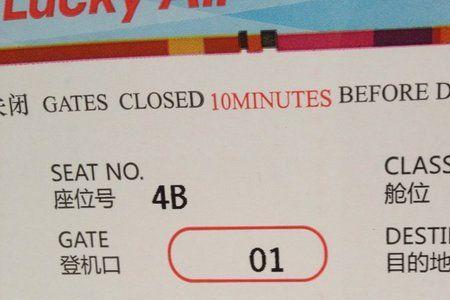 Lucky Air
关闭 GATES CLOSED 10MINUTES BEFORE D
SEAT NO.
座位号 4B
CLASS
舱位
GATE
登机口 01
DESTI
目的地